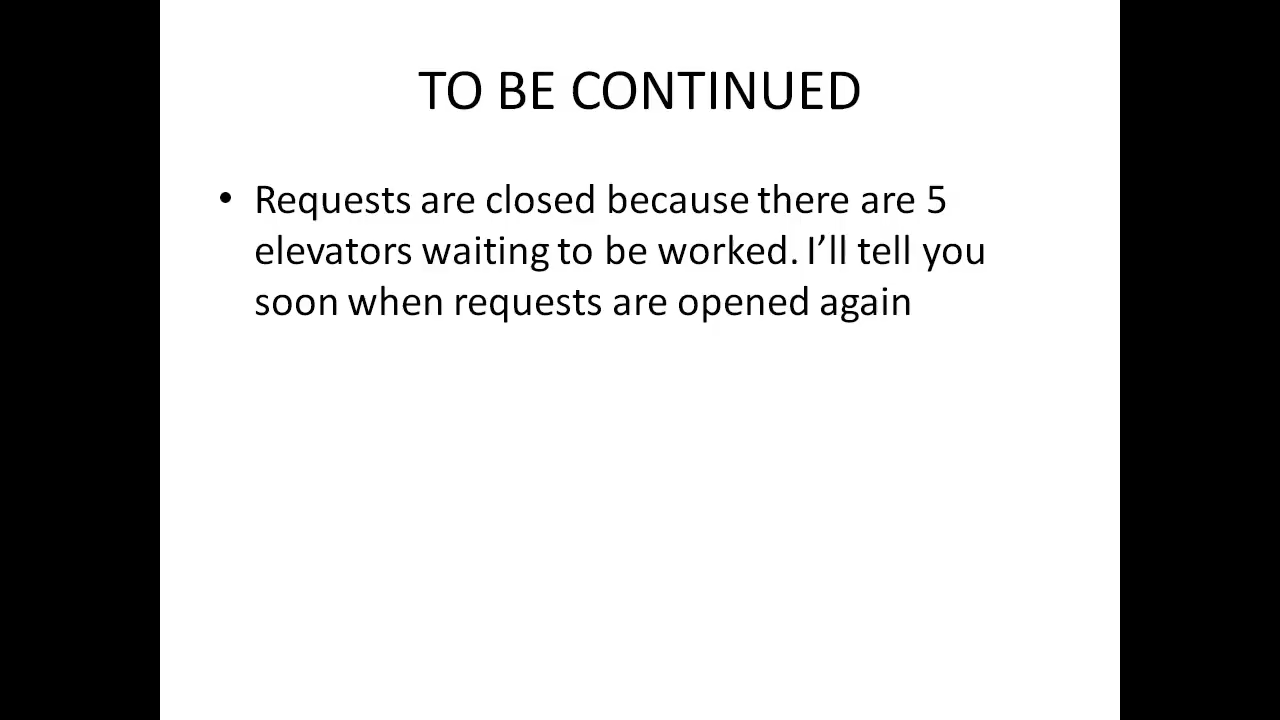 TO BE CONTINUED
• Requests are closed because there are 5
elevators waiting to be worked. I’ll tell you
soon when requests are opened again